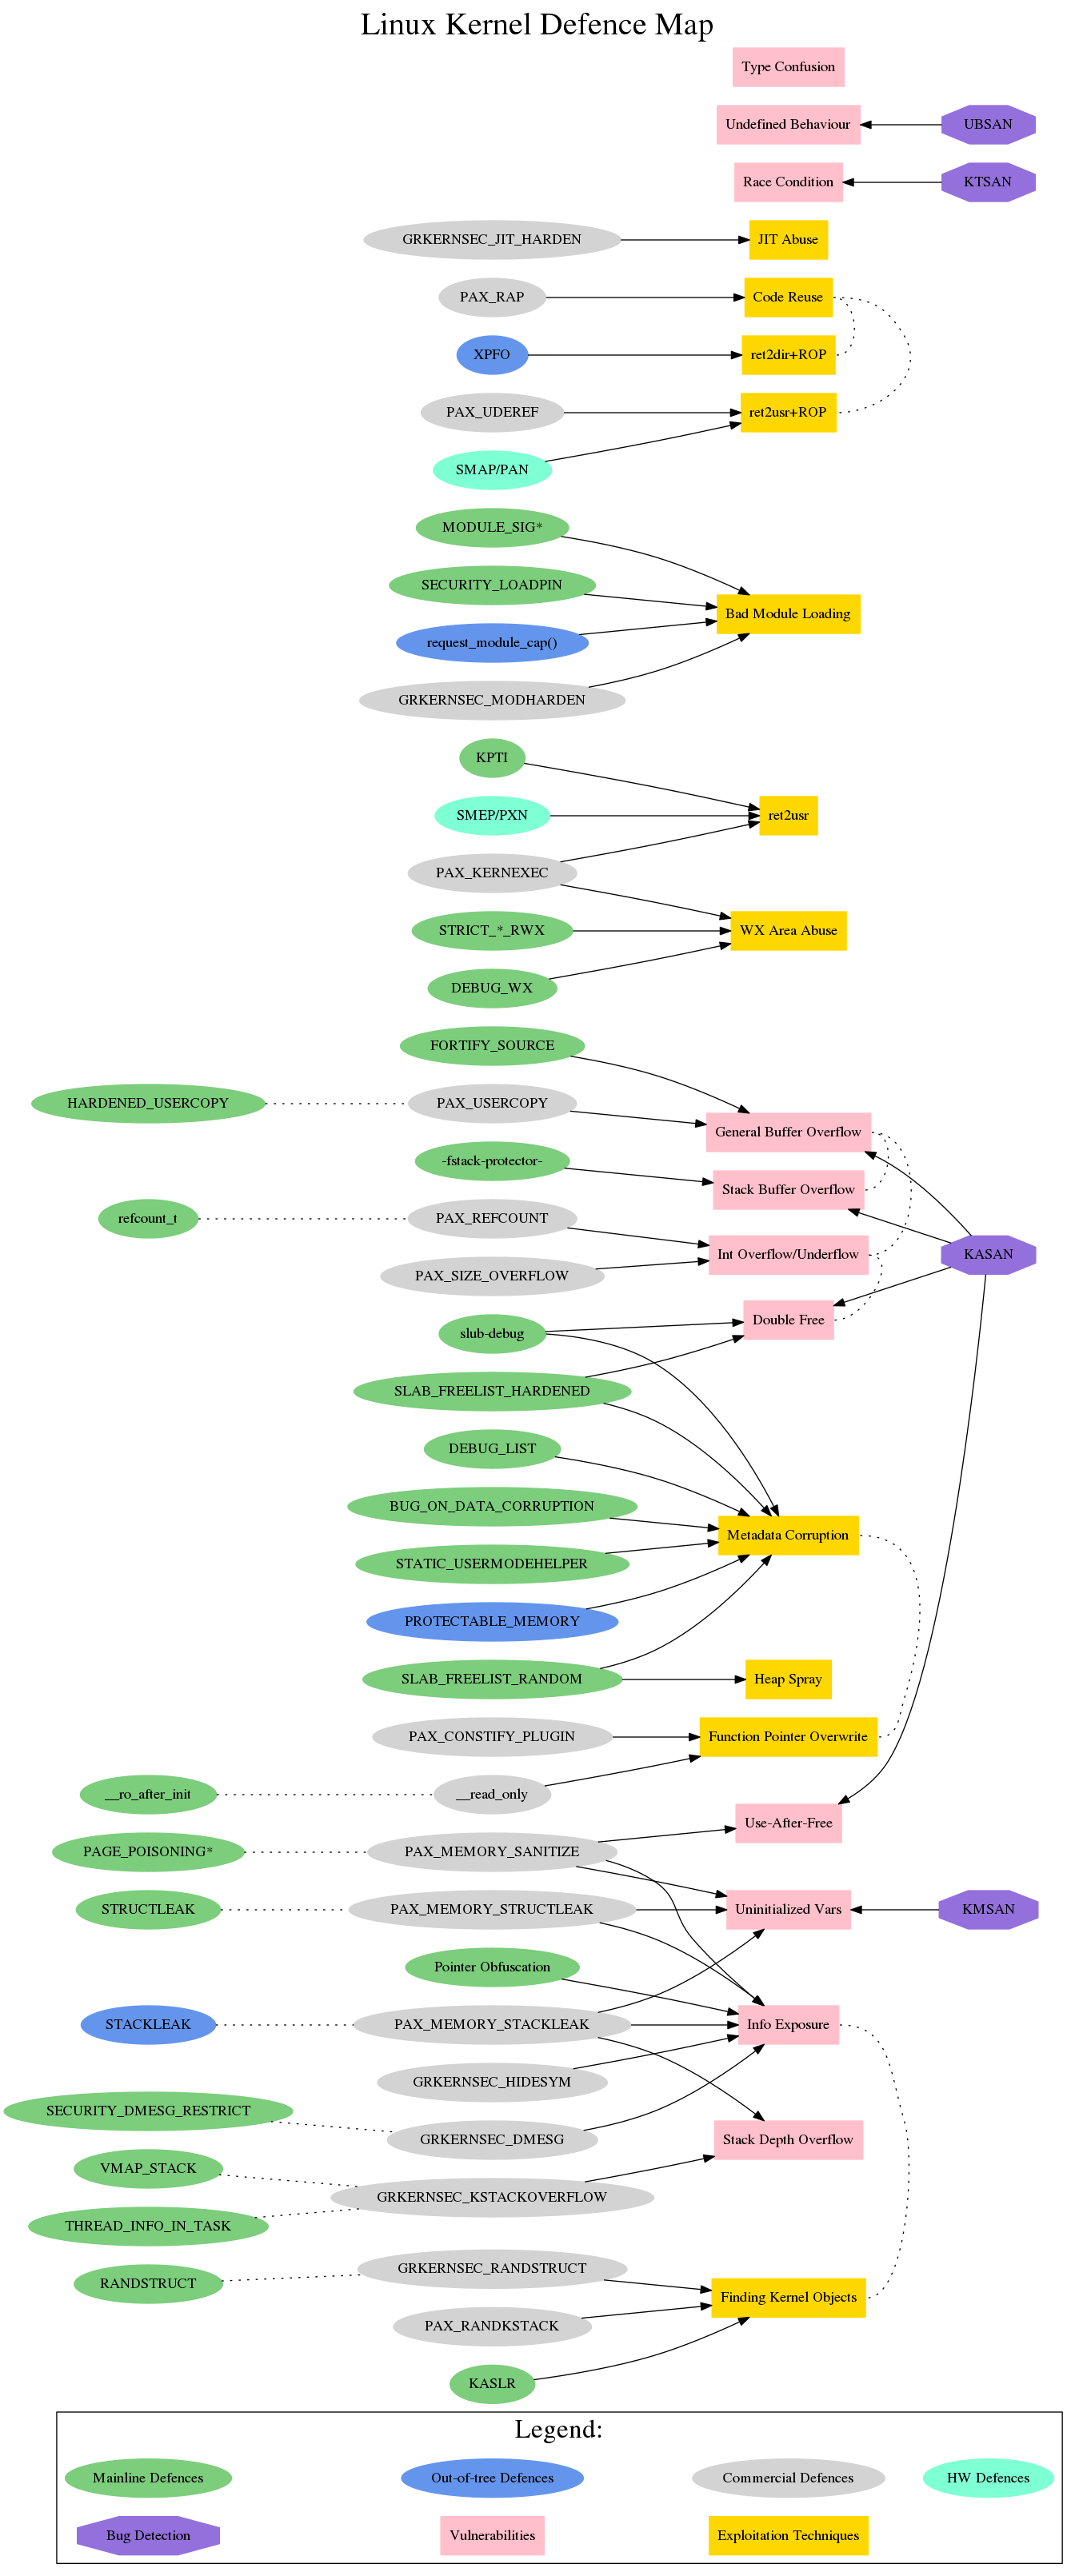 Linux Kernel Defence Map
Type Confusion
Undefined Behaviour
UBSAN
Race Condition
KTSAN
GRKERNSEC_JIT_HARDEN
JIT Abuse
PAX_RAP
Code Reuse
XPFO
ret2dir+ROP
PAX_UDEREF
ret2usr+ROP
SMAP/PAN
MODULE_SIG*
SECURITY_LOADPIN
Bad Module Loading
request_module_cap()
GRKERNSEC_MODHARDEN
KPTI
SMEP/PXN
ret2usr
PAX_KERNEXEC
STRICT_*_RWX
WX Area Abuse
DEBUG_WX
FORTIFY_SOURCE
HARDENED_USERCOPY
PAX_USERCOPY
General Buffer Overflow
-fstack-protector-
Stack Buffer Overflow
refcount_t
PAX_REFCOUNT
Int Overflow/Underflow
KASAN
PAX_SIZE_OVERFLOW
Double Free
slub-debug
SLAB_FREELIST_HARDENED
DEBUG_LIST
BUG_ON_DATA_CORRUPTION
Metadata Corruption
STATIC_USERMODEHELPER
PROTECTABLE_MEMORY
SLAB_FREELIST_RANDOM
Heap Spray
PAX_CONSTIFY_PLUGIN
Function Pointer Overwrite
__ro_after_init
__read_only
Use-After-Free
PAGE_POISONING*
PAX_MEMORY_SANITIZE
STRUCTLEAK
PAX_MEMORY_STRUCTLEAK
Uninitialized Vars
KMSAN
Pointer Obfuscation
STACKLEAK
PAX_MEMORY_STACKLEAK
Info Exposure
GRKERNSEC_HIDESYM
SECURITY_DMESG_RESTRICT
GRKERNSEC_DMESG
Stack Depth Overflow
VMAP_STACK
GRKERNSEC_KSTACKOVERFLOW
THREAD_INFO_IN_TASK
GRKERNSEC_RANDSTRUCT
RANDSTRUCT
Finding Kernel Objects
PAX_RANDKSTACK
KASLR
Legend:
Mainline Defences
Out-of-tree Defences
Commercial Defences
HW Defences
Bug Detection
Vulnerabilities
Exploitation Techniques